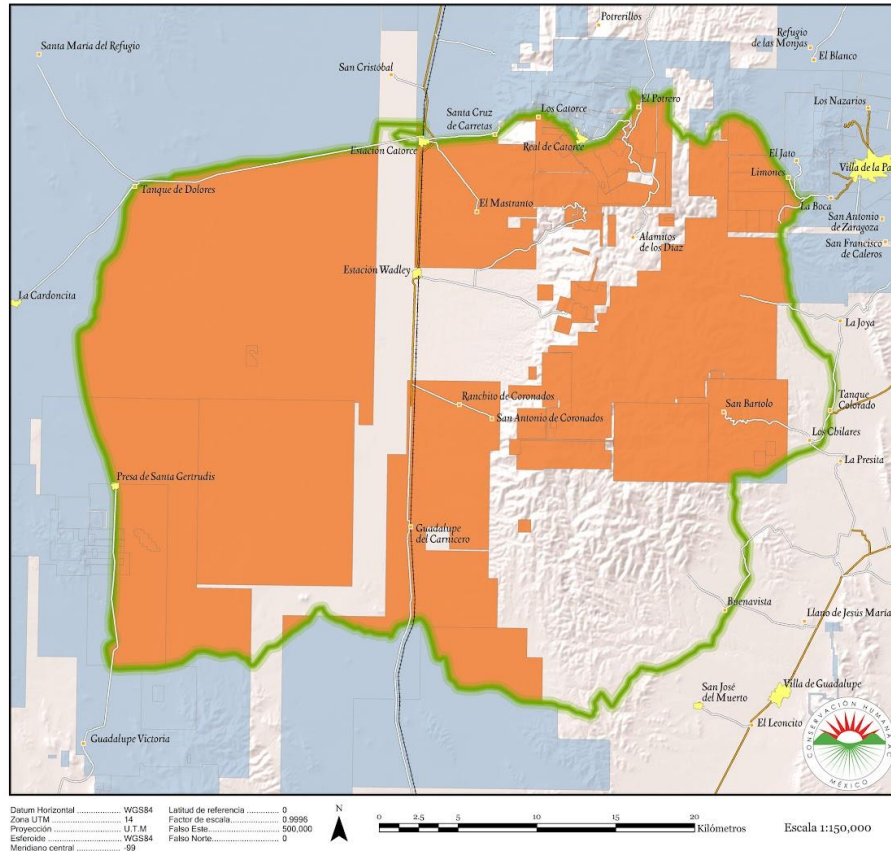 Potrerillos
Santa María del Refugio
Refugio
de las Monjas
El Blanco
San Cristóbal
El Potrero
Los Catorce
Los Nazarios
Santa Cruz
de Carretas
Estación Catorce
Real de Catorce
El Jato
Villa de la Pa
Limones
Tanque de Dolores
La Boca
El Mastranto
San Antonio
de Zaragoza
Alamitos
de los Díaz
San Francisco
de Caleros
Estación Wadley
La Cardoncita
La Joya
Ranchito de Coronados
San Antonio de Coronados
San Bartolo
Tanque
Colorado
Los Chilares
La Presita
Presa de Santa Gertrudis
Guadalupe
del Carnicero
Buenavista
Llano de Jesús María
San José
del Muerto
Villa de Guadalupe
El Leoncito
Guadalupe Victoria
CONSERVACIÓN HUMANA A.C.
MÉXICO
Datum Horizontal .............. WGS84
Zona UTM ....................... 14
Proyección ...................... U.T.M
Esferoide ........................ WGS84
Meridiano central .............. -99
Latitud de referencia .......... 0
Factor de escala............... 0.9996
Falso Este....................... 500,000
Falso Norte..................... 0
N
0 2.5 5 10 15 20
Kilómetros
Escala 1:150,000